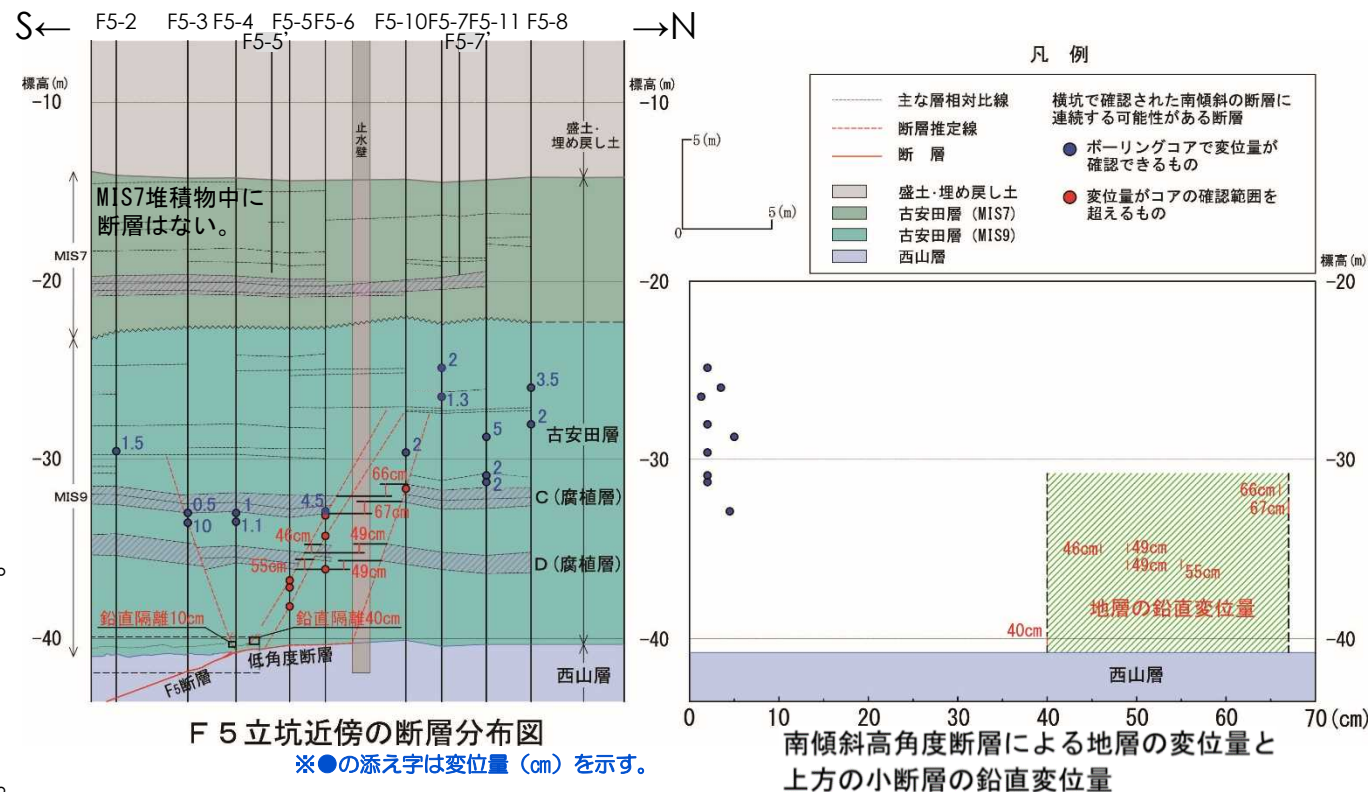 S← F5-2 F5-3 F5-4 F5-5 F5-6 F5-10 F5-7 F5-11 F5-8 →N
F5-5' F5-7'
標高(m)
-10
-20
-30
-40
MIS7
MIS9
止水壁
盛土・
埋め戻し土
MIS7堆積物中に
断層はない。
1.5
0.5
10
1
1.1
4.5
2
2
1.3
5
2
2
3.5
2
古安田層
66cm
67cm
C(腐植層)
46cm
49cm
55cm
49cm
D(腐植層)
鉛直隔離10cm
鉛直隔離40cm
低角度断層
F5断層
西山層
F5立坑近傍の断層分布図
※●の添え字は変位量(㎝)を示す。
5(m)
0
5(m)
凡 例
主な層相対比線
断層推定線
断 層
盛土・埋め戻し土
古安田層(MIS7)
古安田層(MIS9)
西山層
横坑で確認された南傾斜の断層に
連続する可能性がある断層
ボーリングコアで変位量が
確認できるもの
変位量がコアの確認範囲を
超えるもの
-10
標高(m)
-20
-20
-30
-30
-40
-40
66cm
67cm
46cm
49cm
49cm
55cm
地層の鉛直変位量
40cm
西山層
0 10 20 30 40 50 60 70(cm)
南傾斜高角度断層による地層の変位量と
上方の小断層の鉛直変位量